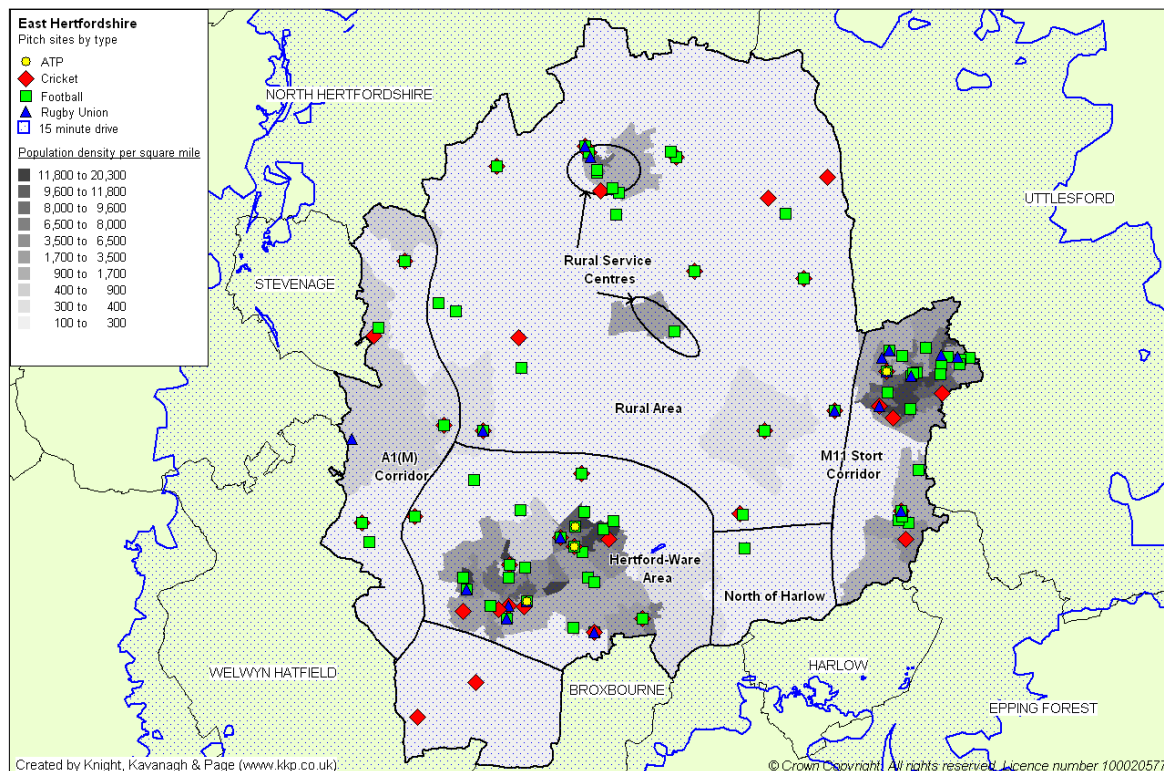 East Hertfordshire
Pitch sites by type
ATP
Cricket
Football
Rugby Union
15 minute drive
Population density per square mile
11,800 to 20,300
9,600 to 11,800
8,000 to 9,600
6,500 to 8,000
3,500 to 6,500
1,700 to 3,500
900 to 1,700
400 to 900
300 to 400
100 to 300
NORTH HERTFORDSHIRE
UTTLESFORD
STEVENAGE
Rural Service
Centres
Rural Area
A1(M)
Corridor
M11 Stort
Corridor
Hertford-Ware
Area
North of Harlow
WELWYN HATFIELD
BROXBOURNE
HARLOW
EPPING FOREST
Created by Knight, Kavanagh & Page (www.kkp.co.uk)
© Crown Copyright. All rights reserved. Licence number 100020577